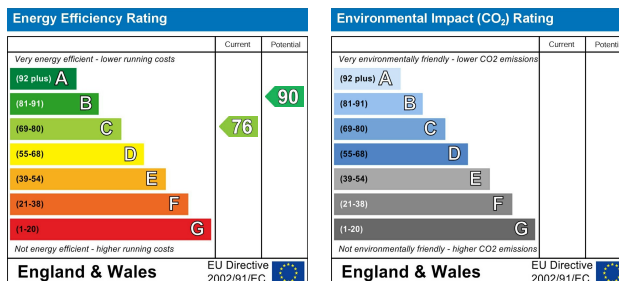 Energy Efficiency Rating
Current Potential
Very energy efficient - lower running costs
(92 plus) A
(81-91) B
90
(69-80) C
76
(55-68) D
(39-54) E
(21-38) F
(1-20) G
Not energy efficient - higher running costs
England & Wales
EU Directive
2002/91/EC
Environmental Impact (CO₂) Rating
Current Potential
Very environmentally friendly - lower CO2 emissions
(92 plus) A
(81-91) B
(69-80) C
(55-68) D
(39-54) E
(21-38) F
(1-20) G
Not environmentally friendly - higher CO2 emissions
England & Wales
EU Directive
2002/91/EC